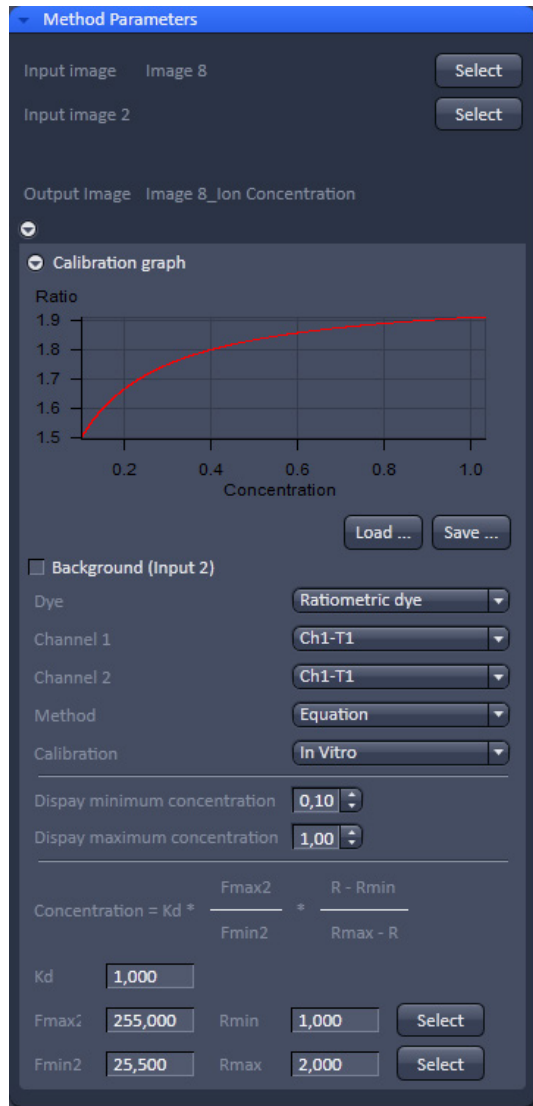 Method Parameters
Input image Image 8 Select
Input image 2 Select
Output Image Image 8_Ion Concentration
Calibration graph
Ratio
1.9
1.8
1.7
1.6
1.5
0.2 0.4 0.6 0.8 1.0
Concentration
Load ... Save ...
Background (Input 2)
Dye Ratiometric dye
Channel 1 Ch1-T1
Channel 2 Ch1-T1
Method Equation
Calibration In Vitro
Dispay minimum concentration 0,10
Dispay maximum concentration 1,00
Fmax2 R - Rmin
Concentration = Kd * *
Fmin2 Rmax - R
Kd 1,000
Fmax2 255,000 Rmin 1,000 Select
Fmin2 25,500 Rmax 2,000 Select